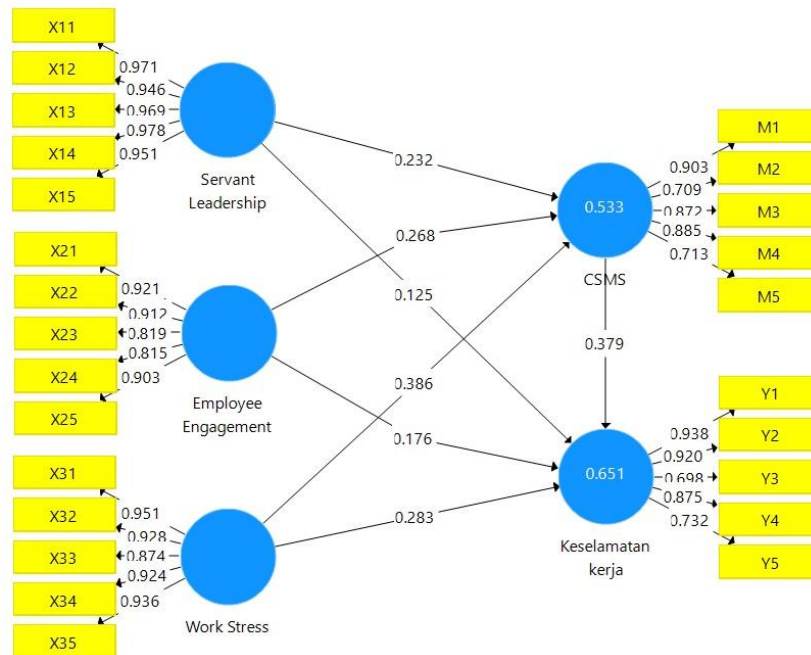 X11
X12
X13
X14
X15
0.971
0.946
0.969
0.978
0.951
Servant
Leadership
X21
X22
X23
X24
X25
0.921
0.912
0.819
0.815
0.903
Employee
Engagement
X31
X32
X33
X34
X35
0.951
0.928
0.874
0.924
0.936
Work Stress
0.232
0.268
0.125
0.386
0.176
0.283
0.533
CSMS
0.379
0.651
Keselamatan
kerja
0.903
0.709
0.872
0.885
0.713
M1
M2
M3
M4
M5
0.938
0.920
0.698
0.875
0.732
Y1
Y2
Y3
Y4
Y5